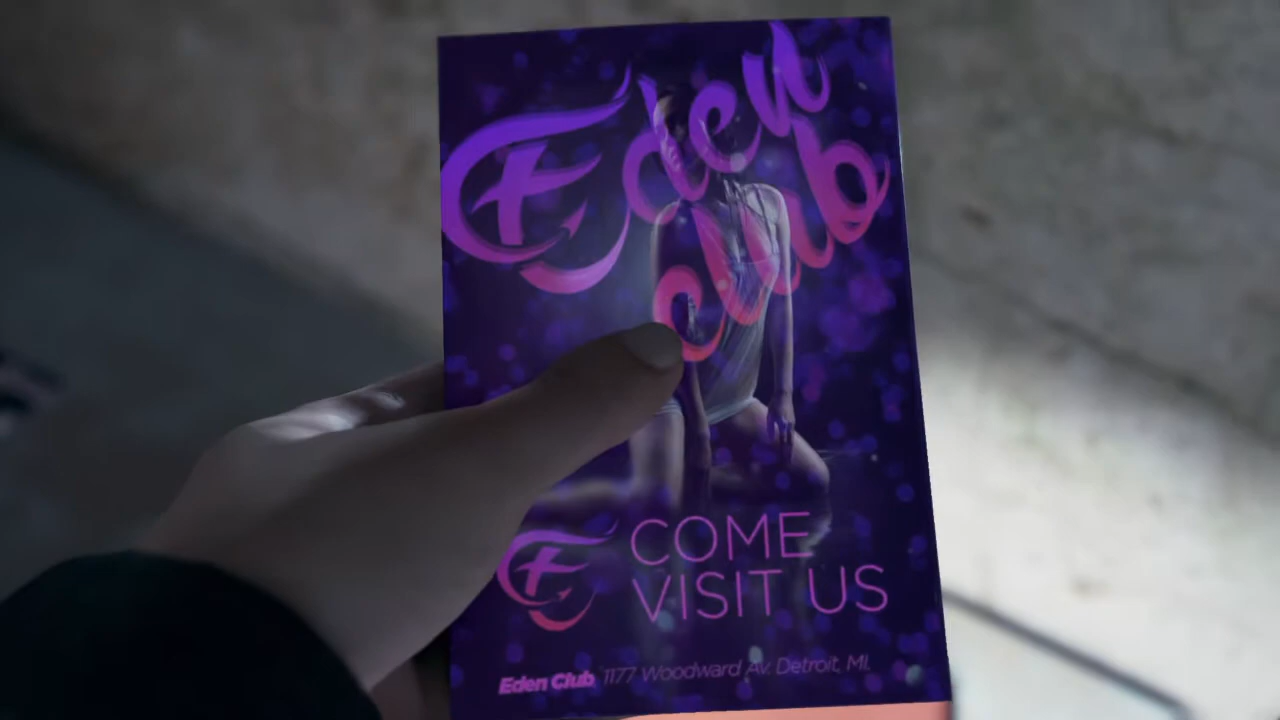 Eden
club
COME
VISIT US
Eden Club 1177 Woodward Av. Detroit, MI.